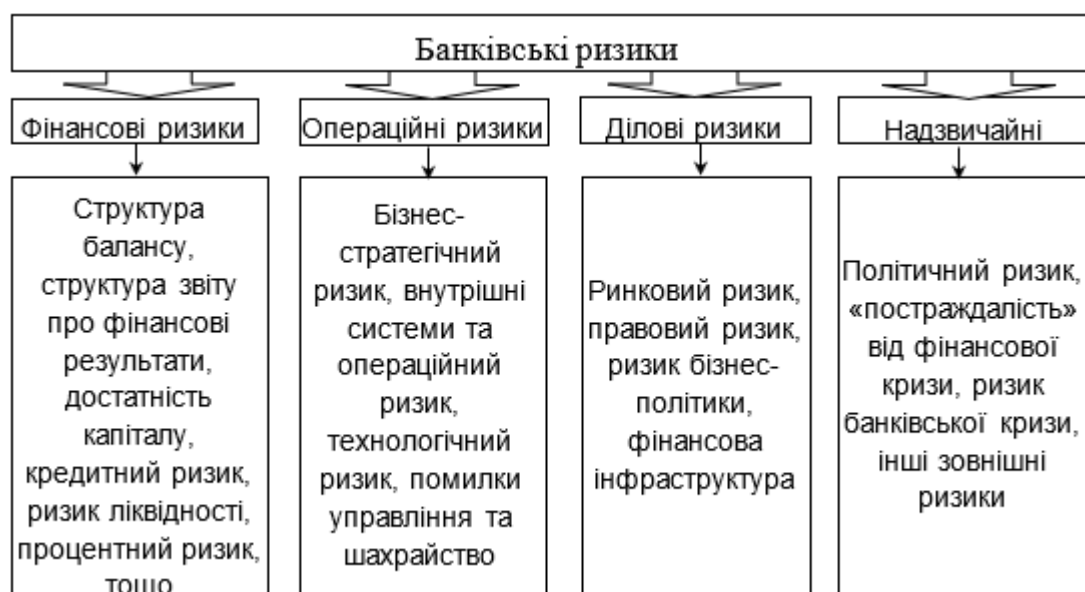 Банківські ризики
Фінансові ризики
Операційні ризики
Ділові ризики
Надзвичайні
Структура
балансу,
структура звіту
про фінансові
результати,
достатність
капіталу,
кредитний ризик,
ризик ліквідності,
процентний ризик,
тощо
Бізнес-
стратегічний
ризик, внутрішні
системи та
операційний
ризик,
технологічний
ризик, помилки
управління та
шахрайство
Ринковий ризик,
правовий ризик,
ризик бізнес-
політики,
фінансова
інфраструктура
Політичний ризик,
«постраждалість»
від фінансової
кризи, ризик
банківської кризи,
інші зовнішні
ризики